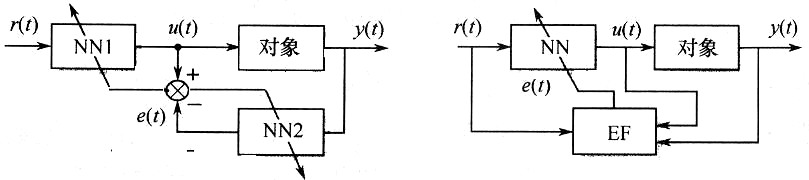 r(t)
NN1
u(t)
对象
y(t)
+
−
e(t)
NN2
-
r(t)
NN
u(t)
对象
y(t)
e(t)
EF